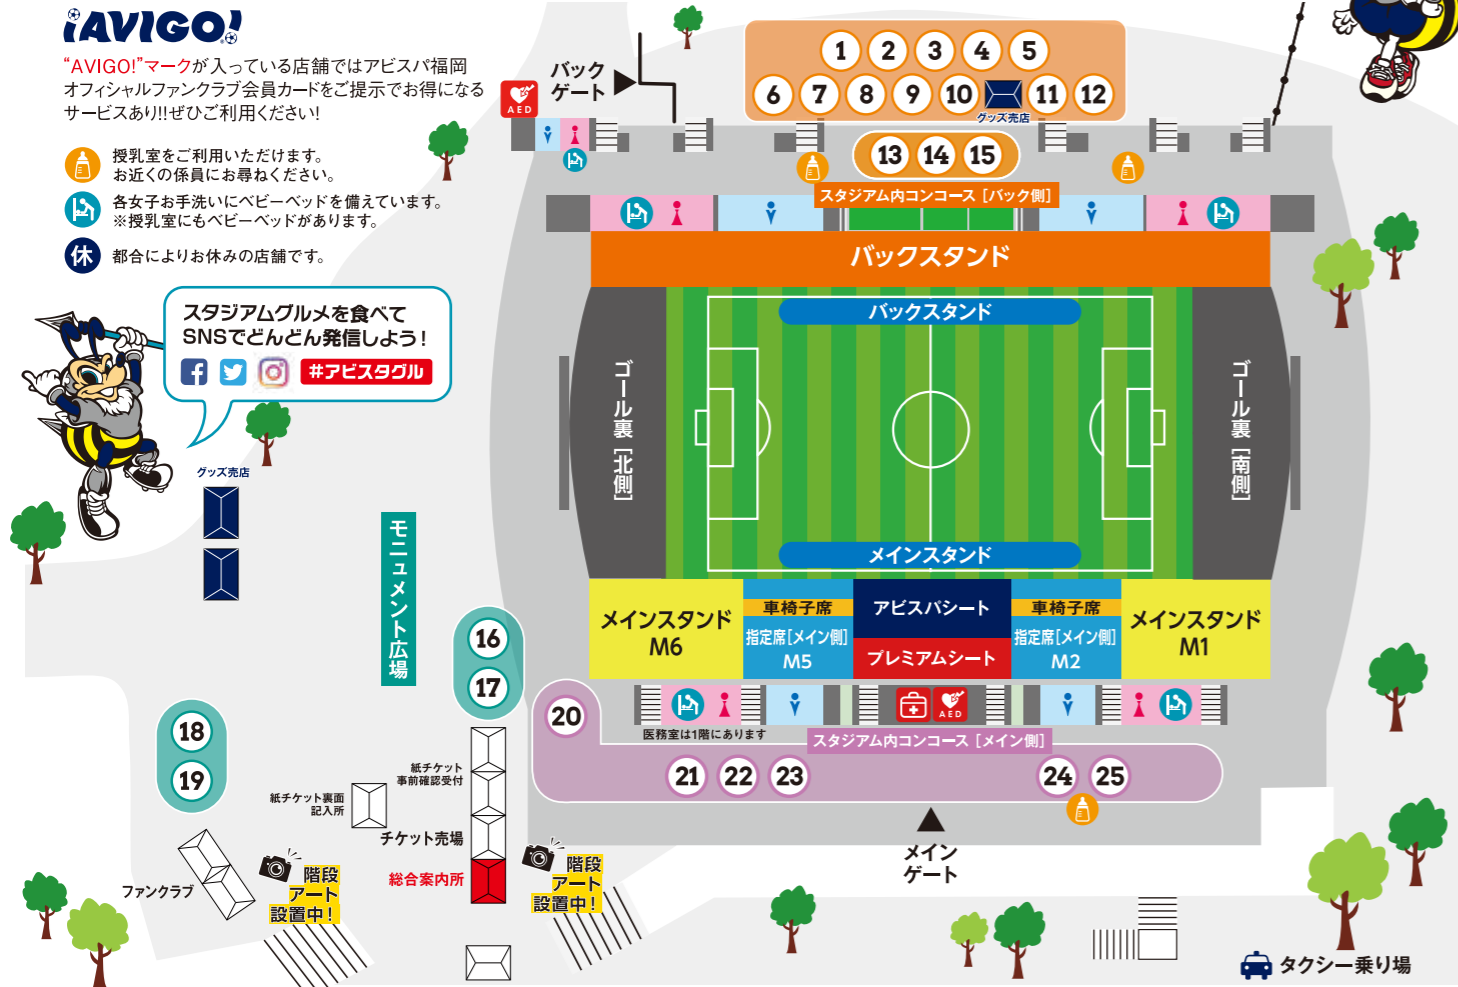 ¡AVIGO!
“AVIGO!”マークが入っている店舗ではアビスパ福岡
オフィシャルファンクラブ会員カードをご提示でお得になる
サービスあり!!ぜひご利用ください!
授乳室をご利用いただけます。
お近くの係員にお尋ねください。
各女子お手洗いにベビーベッドを備えています。
※授乳室にもベビーベッドがあります。
休
都合によりお休みの店舗です。
スタジアムグルメを食べて
SNSでどんどん発信しよう!
#アビスタグル
AED
バック
ゲート
1 2 3 4 5
6 7 8 9 10 11 12
グッズ売店
13 14 15
スタジアム内コンコース [バック側]
バックスタンド
バックスタンド
ゴール裏[北側]
ゴール裏[南側]
メインスタンド
メインスタンド
M6
車椅子席
指定席[メイン側]
M5
アビスパシート
プレミアムシート
車椅子席
指定席[メイン側]
M2
メインスタンド
M1
AED
医務室は1階にあります
スタジアム内コンコース [メイン側]
20
21 22 23 24 25
メイン
ゲート
グッズ売店
モニュメント広場
16
17
18
19
紙チケット
事前確認受付
紙チケット裏面
記入所
チケット売場
総合案内所
ファンクラブ
階段
アート
設置中!
階段
アート
設置中!
タクシー乗り場